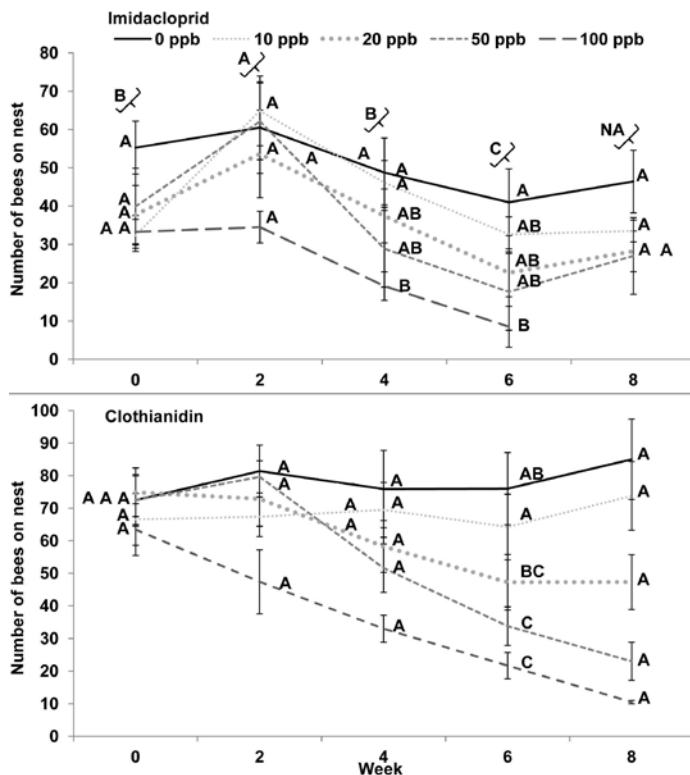 Imidacloprid
0 ppb 10 ppb 20 ppb 50 ppb 100 ppb
Number of bees on nest
80
70
60
50
40
30
20
10
0
B
A
B
C
NA
A
A
A
A A
A
A
A
A
A
A
A
AB
AB
B
A
AB
AB
AB
B
A
A
A A
0 2 4 6 8
Clothianidin
Number of bees on nest
100
90
80
70
60
50
40
30
20
10
0
A A A
A
A
A
A
A
A
A
A
A
A
A
A
AB
A
BC
C
C
A
A
A
A
A
0 2 4 6 8
Week